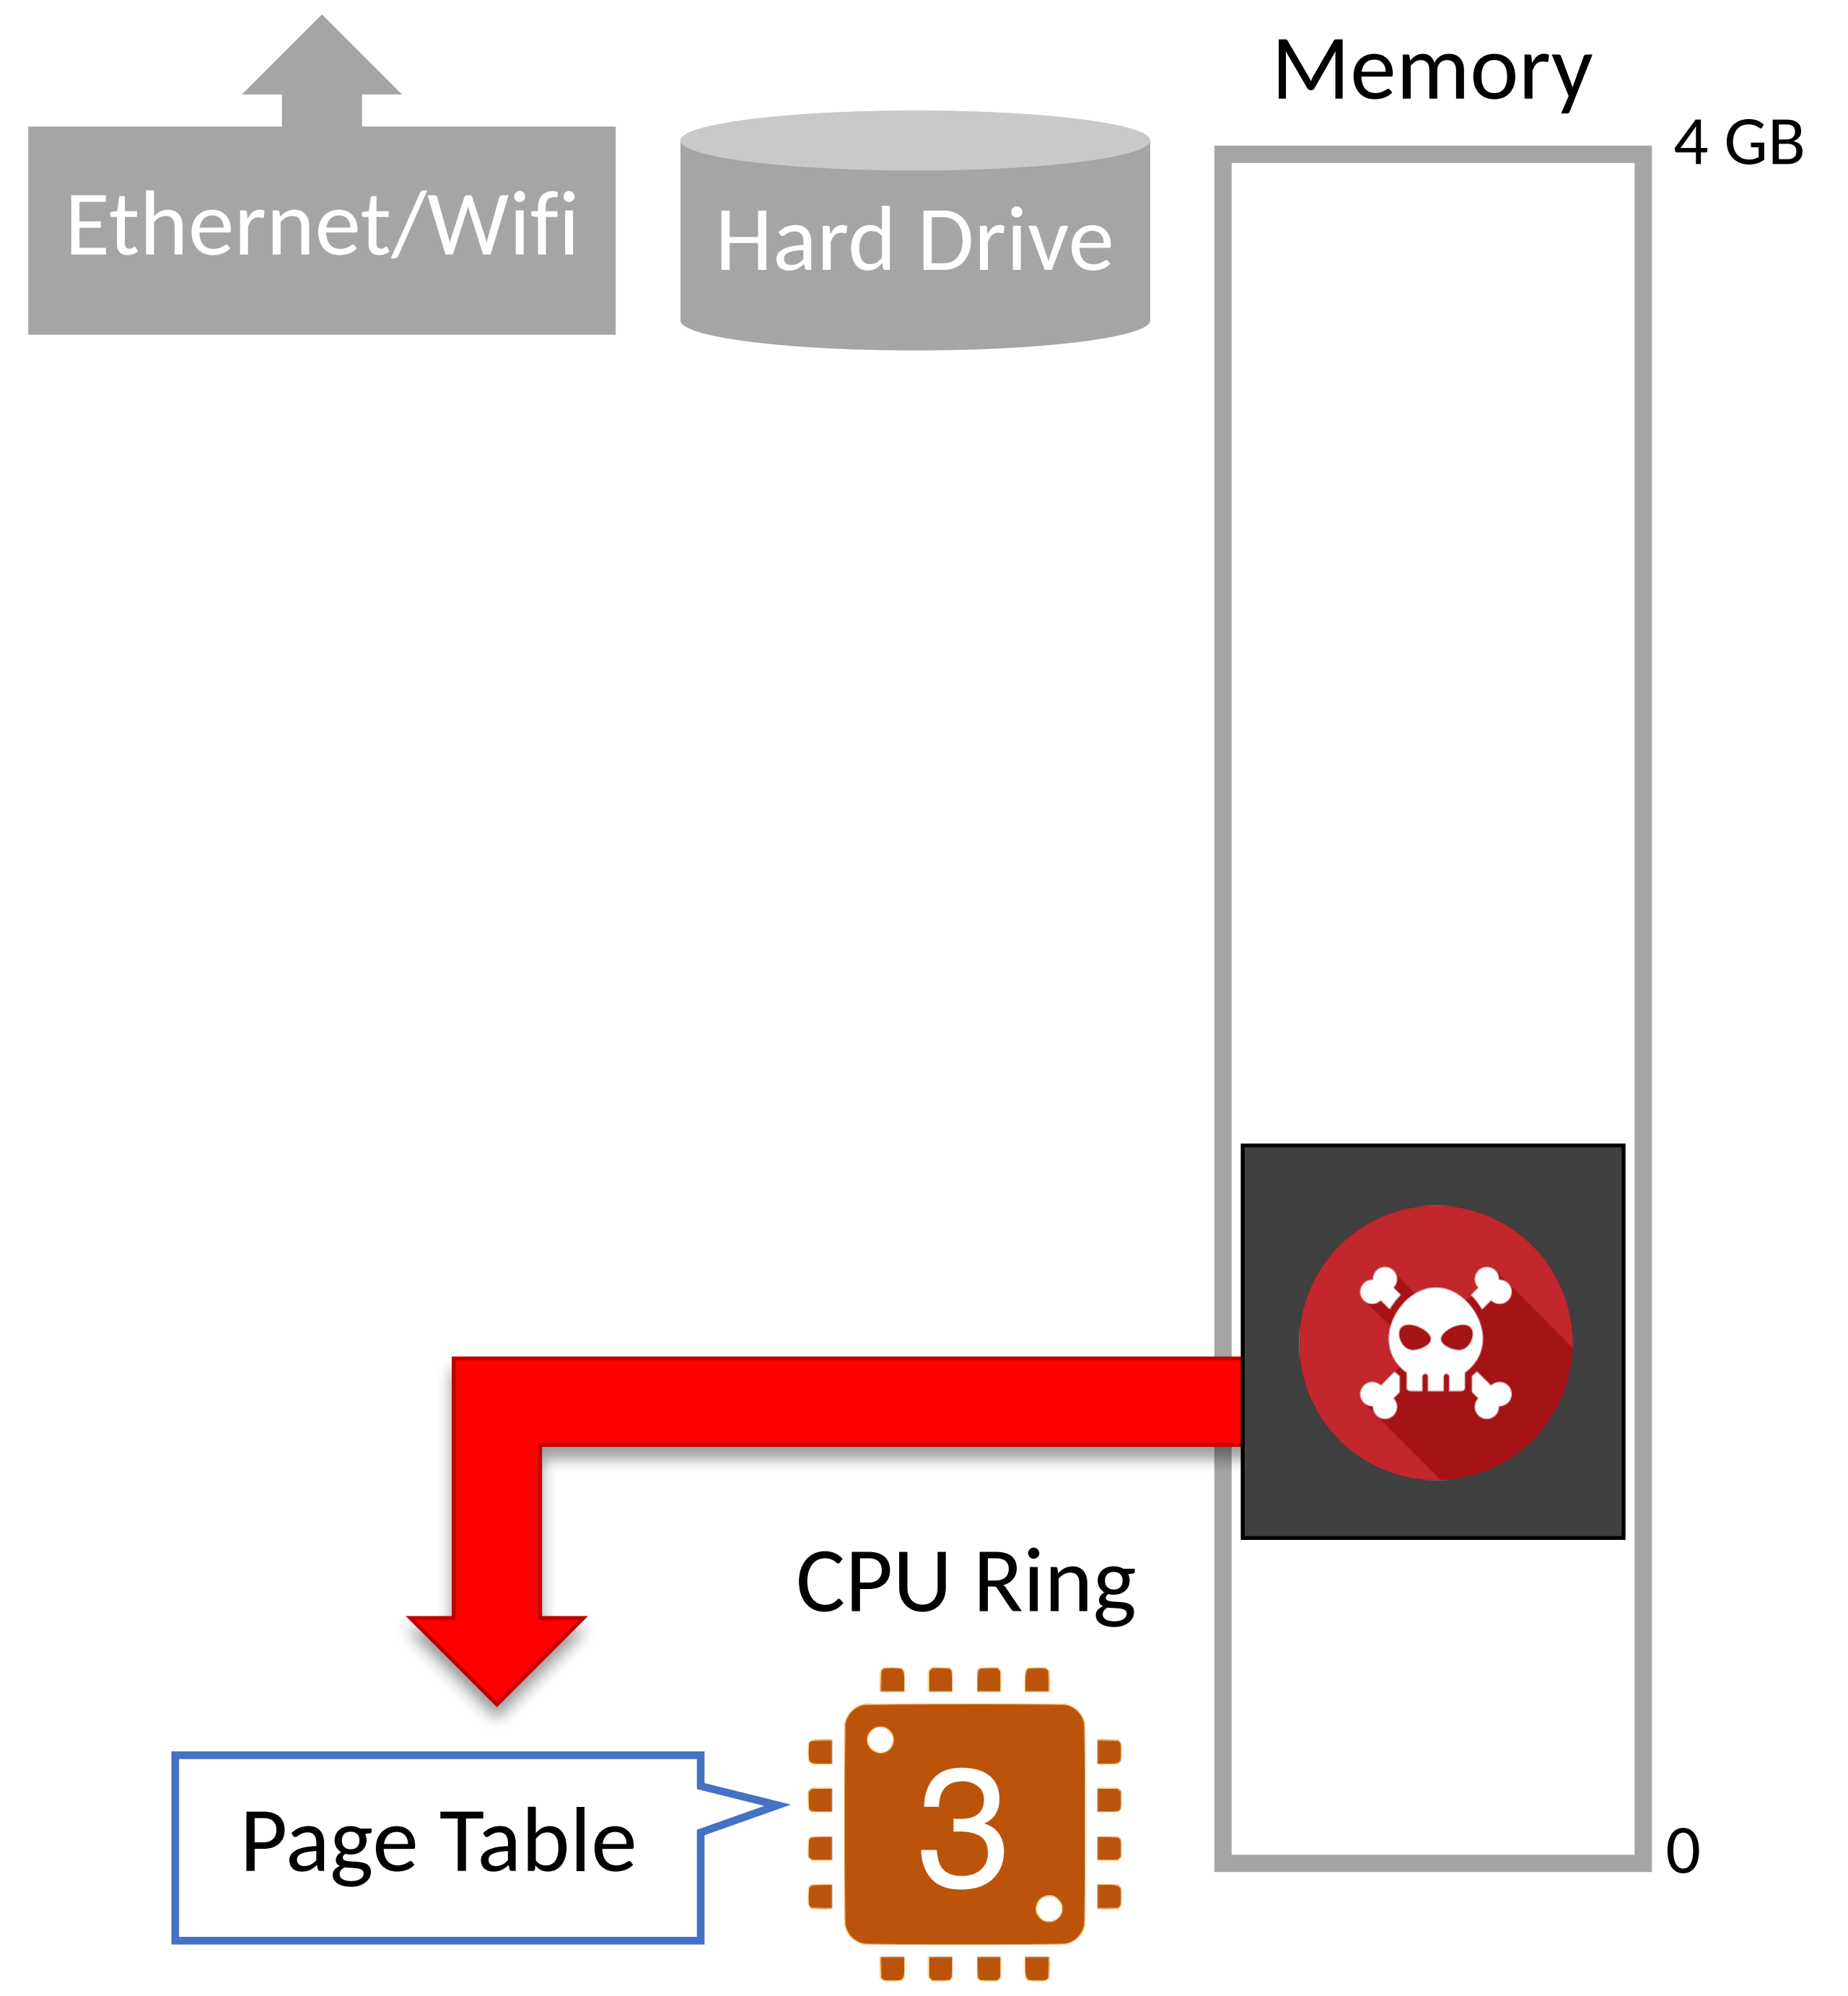 Memory
4 GB
Ethernet/Wifi
Hard Drive
CPU Ring
3
Page Table
0